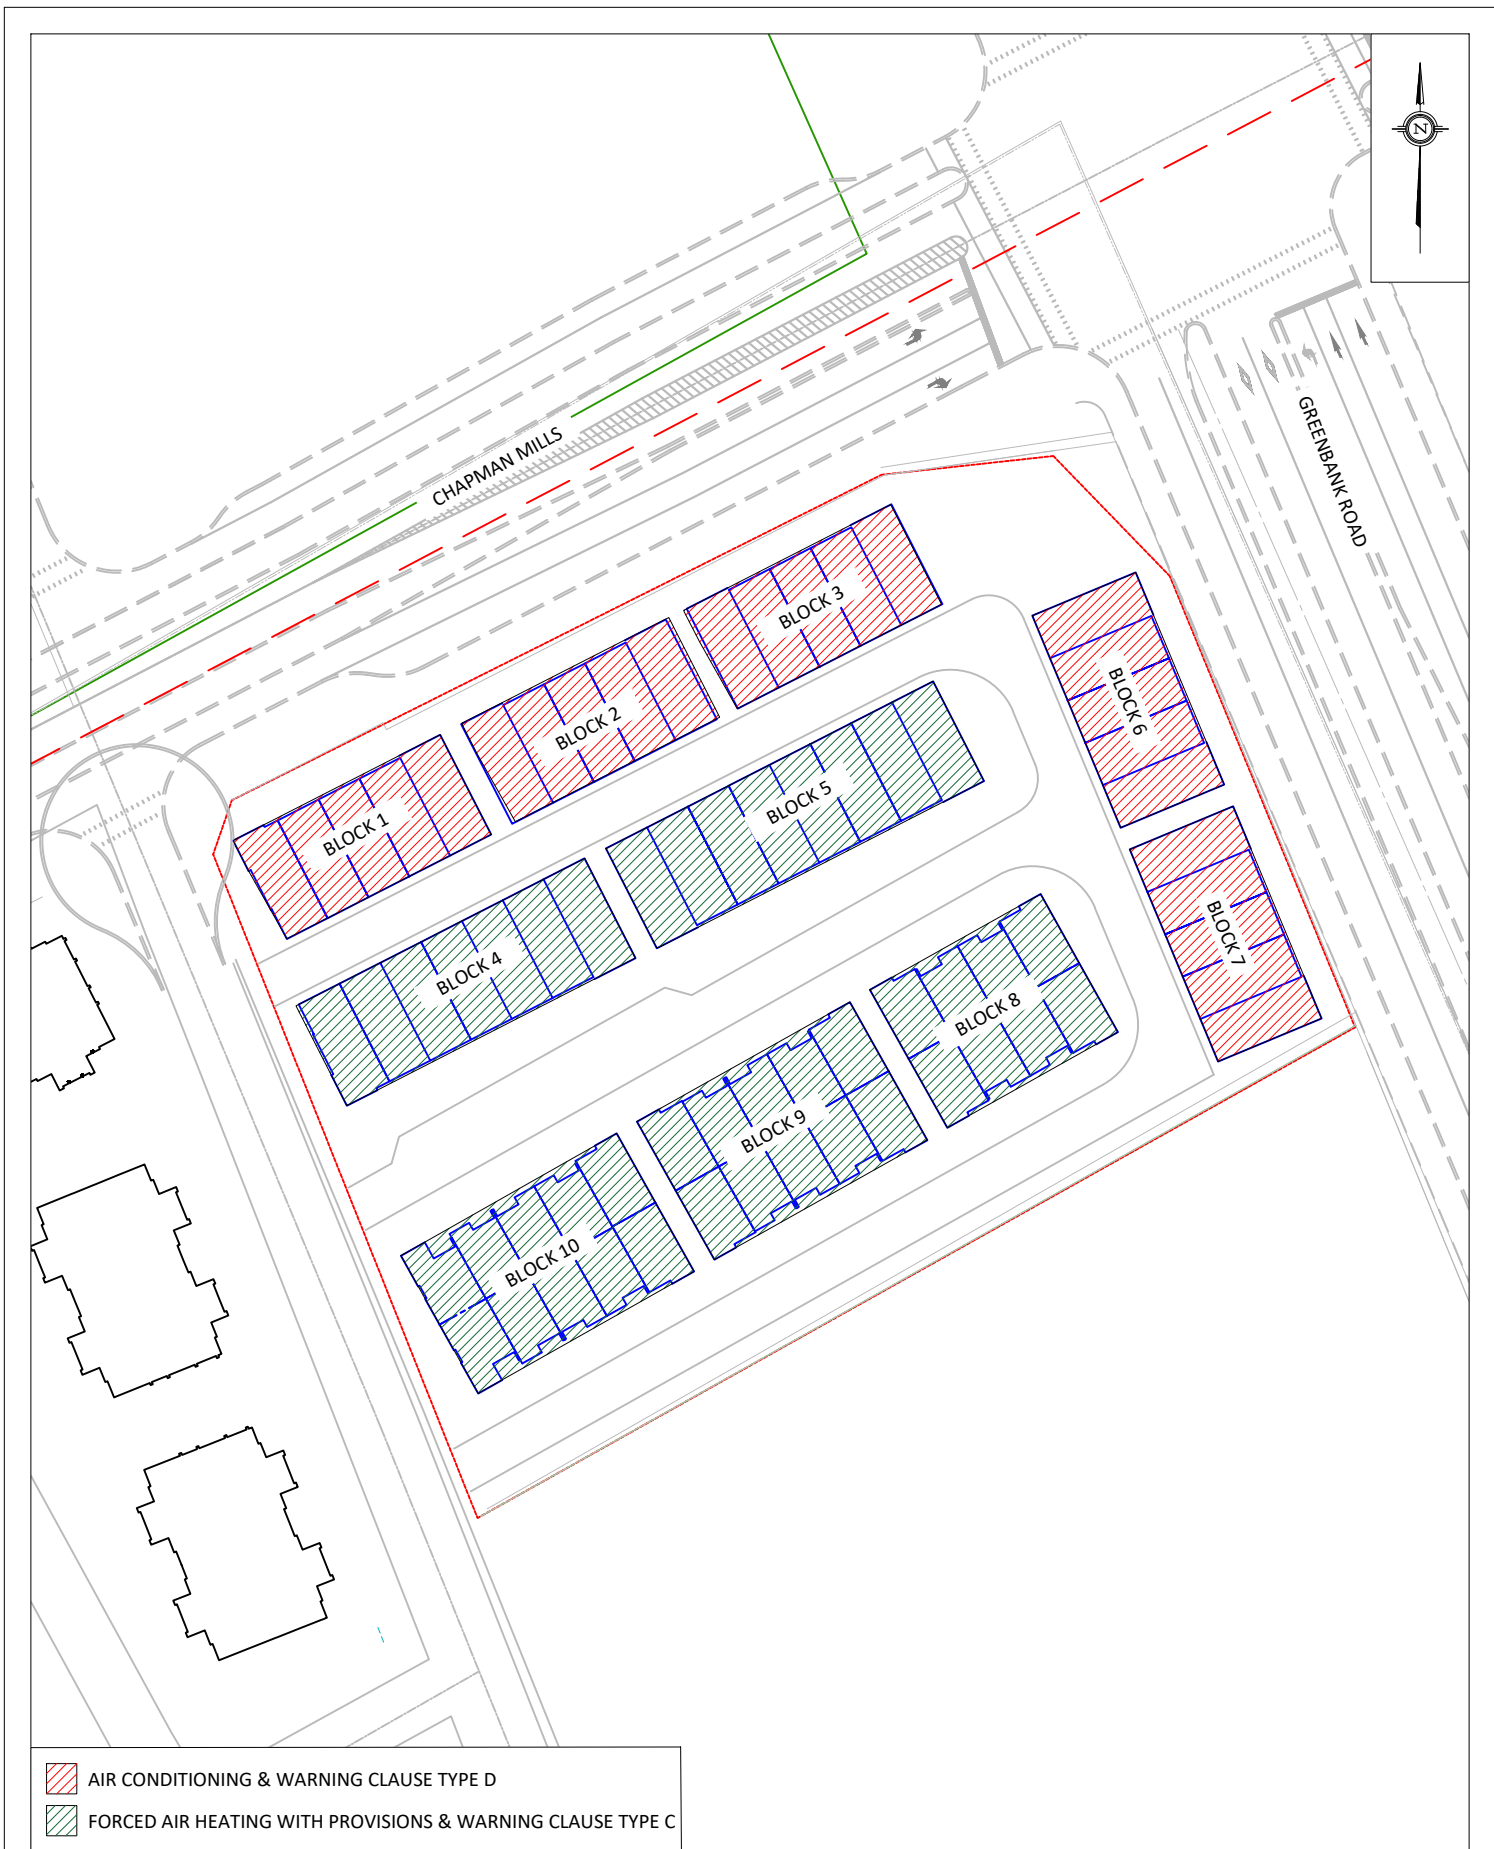 N
CHAPMAN MILLS
GREENBANK ROAD
BLOCK 3
BLOCK 2
BLOCK 6
BLOCK 1
BLOCK 5
BLOCK 4
BLOCK 7
BLOCK 8
BLOCK 9
BLOCK 10
AIR CONDITIONING & WARNING CLAUSE TYPE D
FORCED AIR HEATING WITH PROVISIONS & WARNING CLAUSE TYPE C